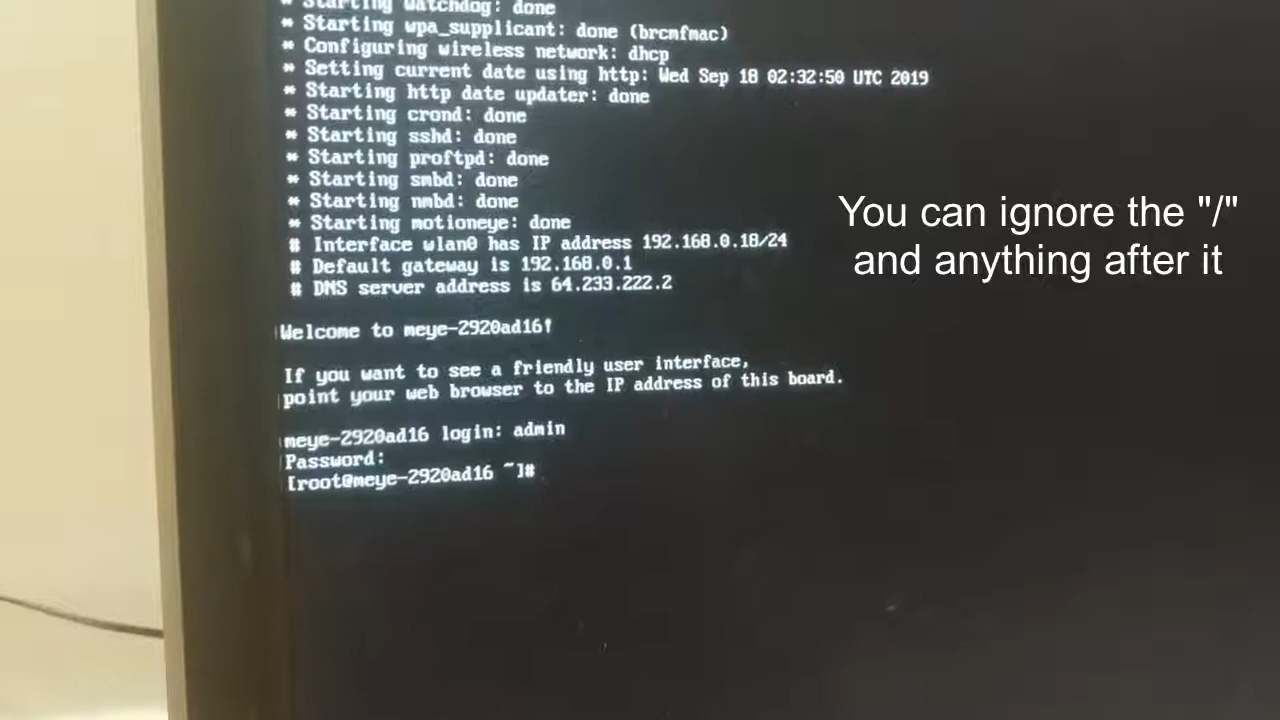 * Starting watchdog: done
* Starting wpa_supplicant: done (brcmfmac)
* Configuring wireless network: dhcp
* Setting current date using http: Wed Sep 18 02:32:50 UTC 2019
* Starting http date updater: done
* Starting crond: done
* Starting sshd: done
* Starting proftpd: done
* Starting smbd: done
* Starting nmbd: done
* Starting motioneye: done
# Interface wlan0 has IP address 192.168.0.18/24
# Default gateway is 192.168.0.1
# DNS server address is 64.233.222.2
You can ignore the "/"
and anything after it
Welcome to meye-2920ad16!
If you want to see a friendly user interface,
point your web browser to the IP address of this board.
meye-2920ad16 login: admin
Password:
[root@meye-2920ad16 ~]#